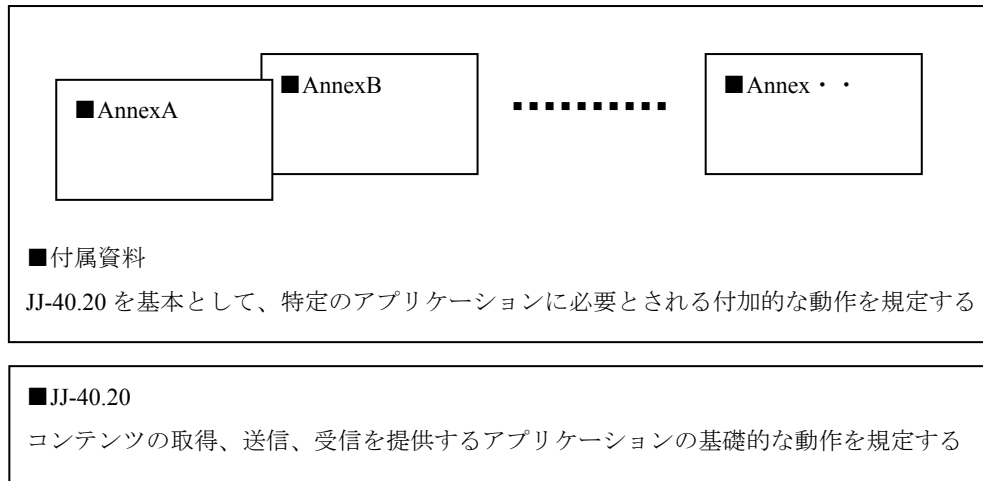 ■AnnexA
■AnnexB
■Annex・・
■付属資料
JJ-40.20 を基本として、特定のアプリケーションに必要とされる付加的な動作を規定する
■JJ-40.20
コンテンツの取得、送信、受信を提供するアプリケーションの基礎的な動作を規定する